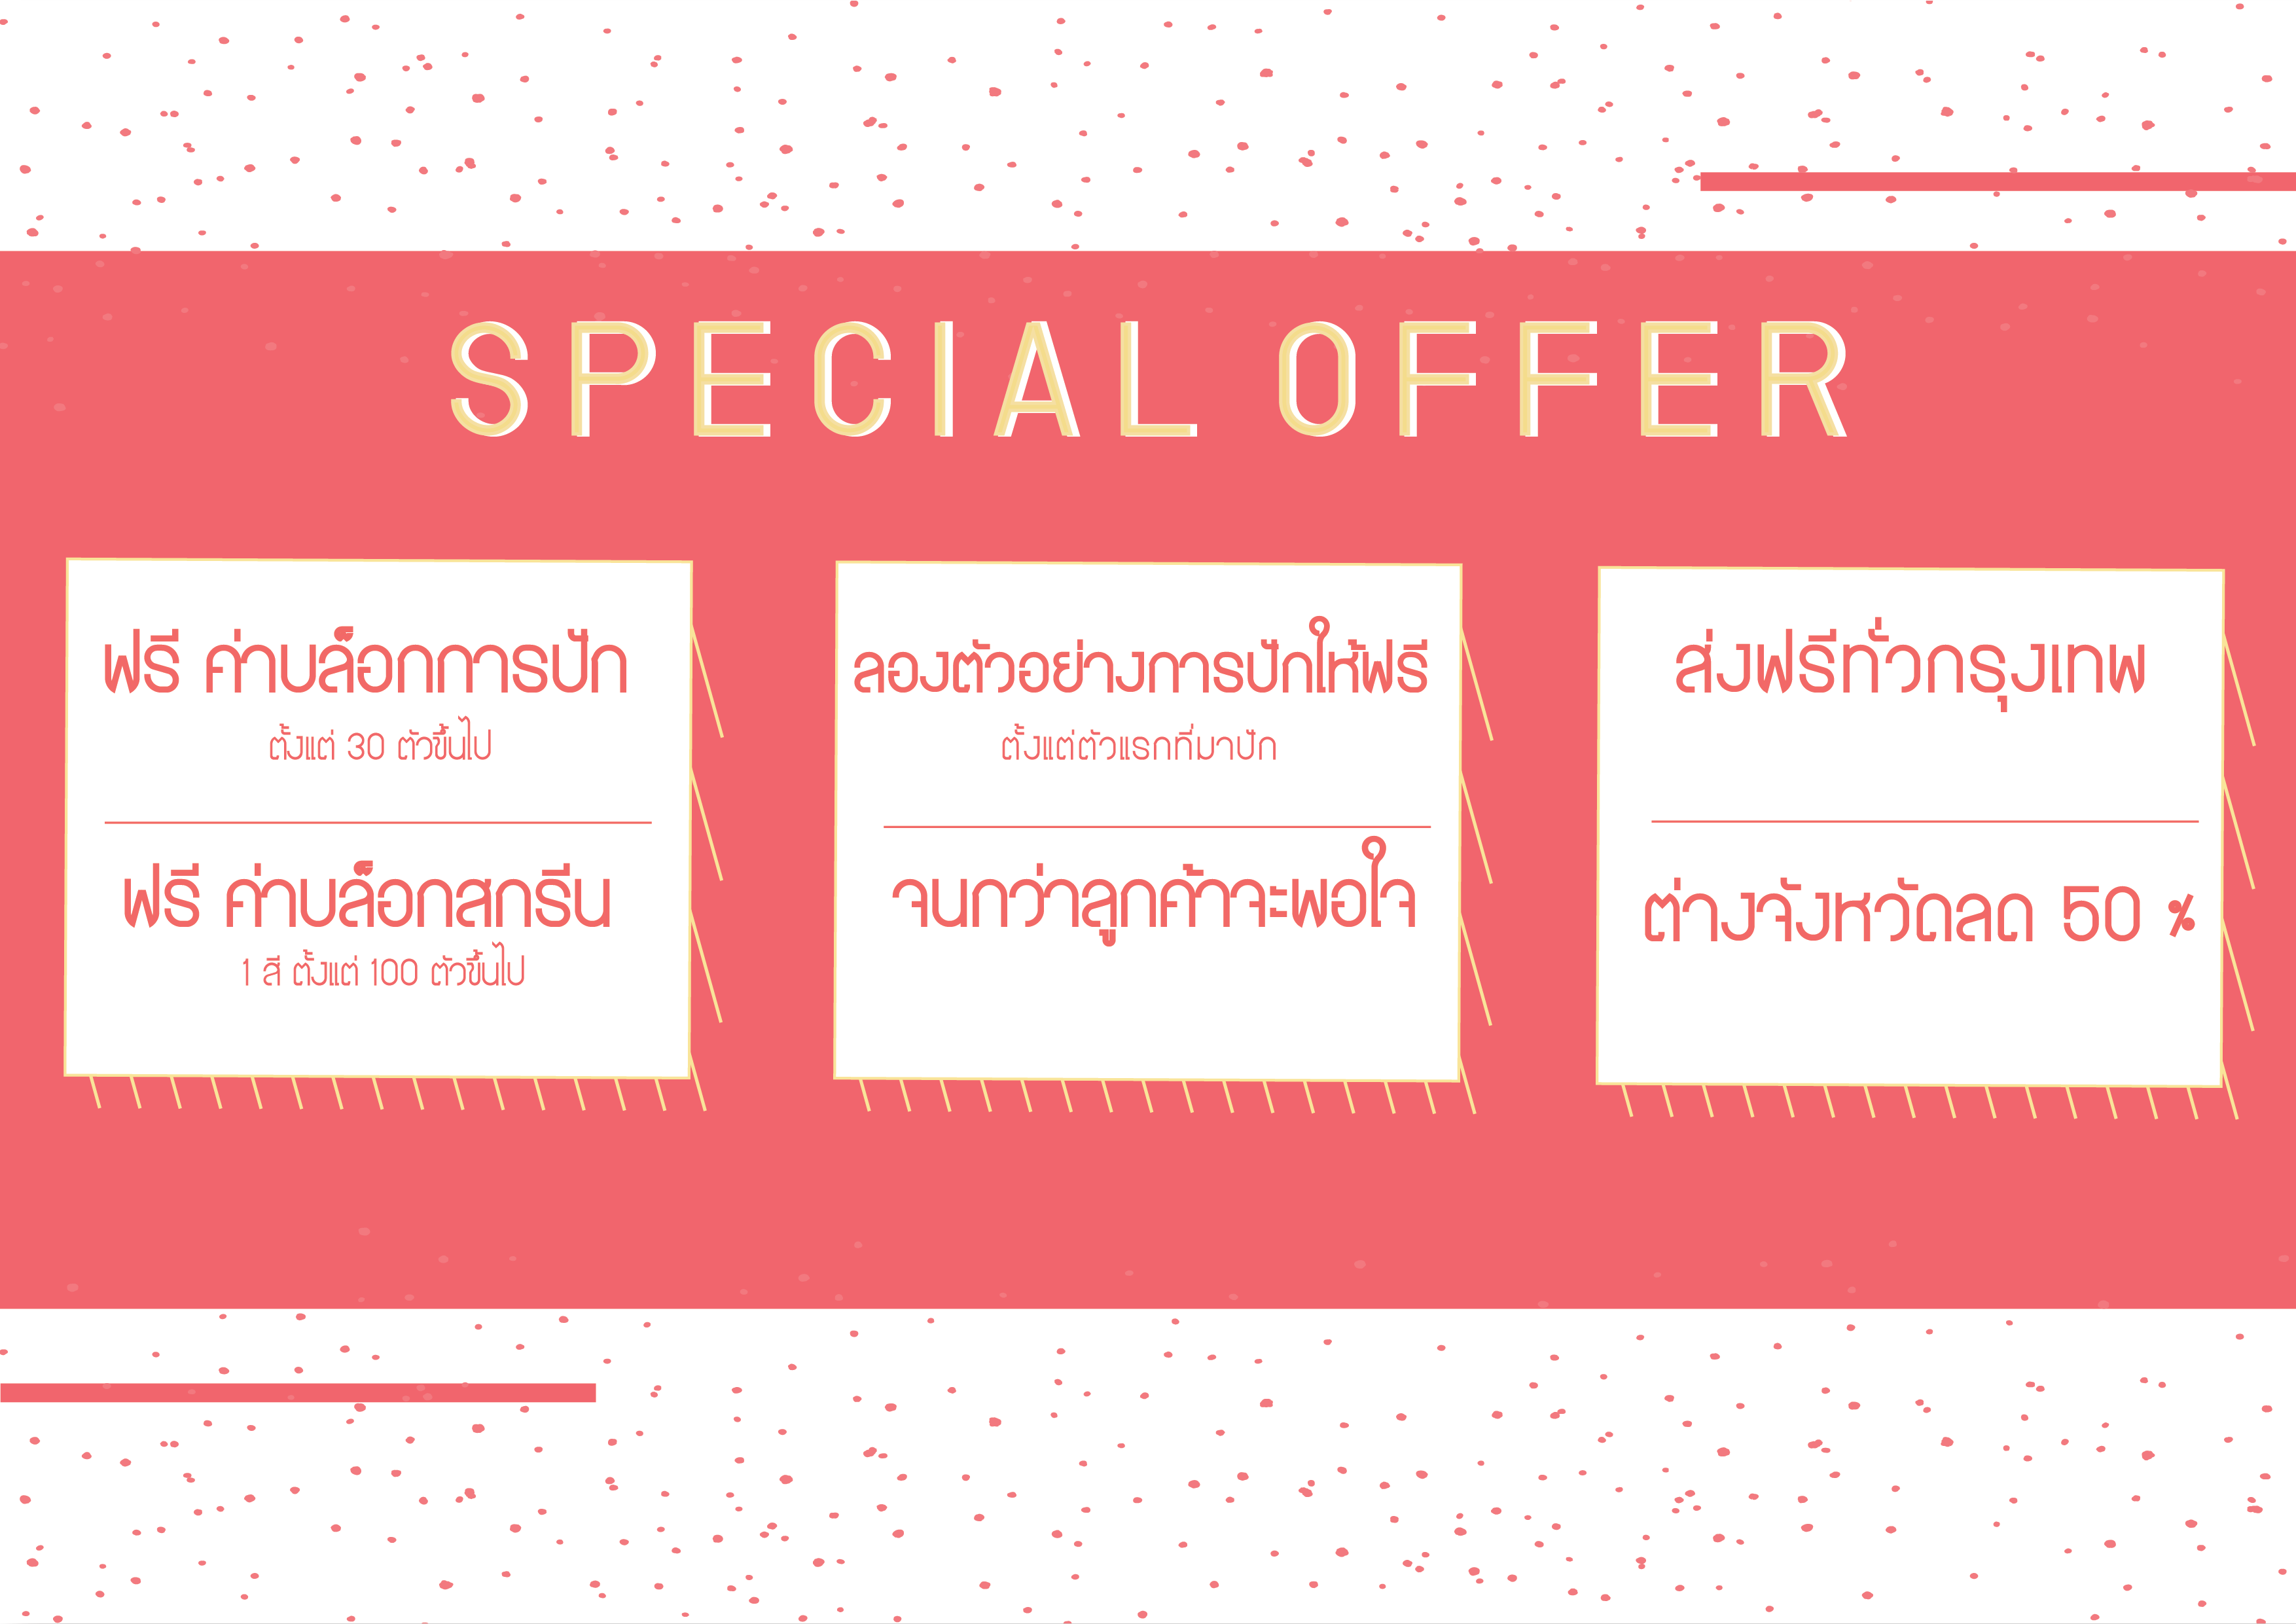 SPECIAL OFFER
ฟรี ค่าบล็อกการปัก
ตั้งแต่ 30 ตัวขึ้นไป
ฟรี ค่าบล็อกสกรีน
1 สี ตั้งแต่ 100 ตัวขึ้นไป
ลองตัวอย่างการปักให้ฟรี
ตั้งแต่ตัวแรกที่มาปัก
จนกว่าลูกค้าจะพอใจ
ส่งฟรีทั่วกรุงเทพ
ต่างจังหวัดลด 50 %